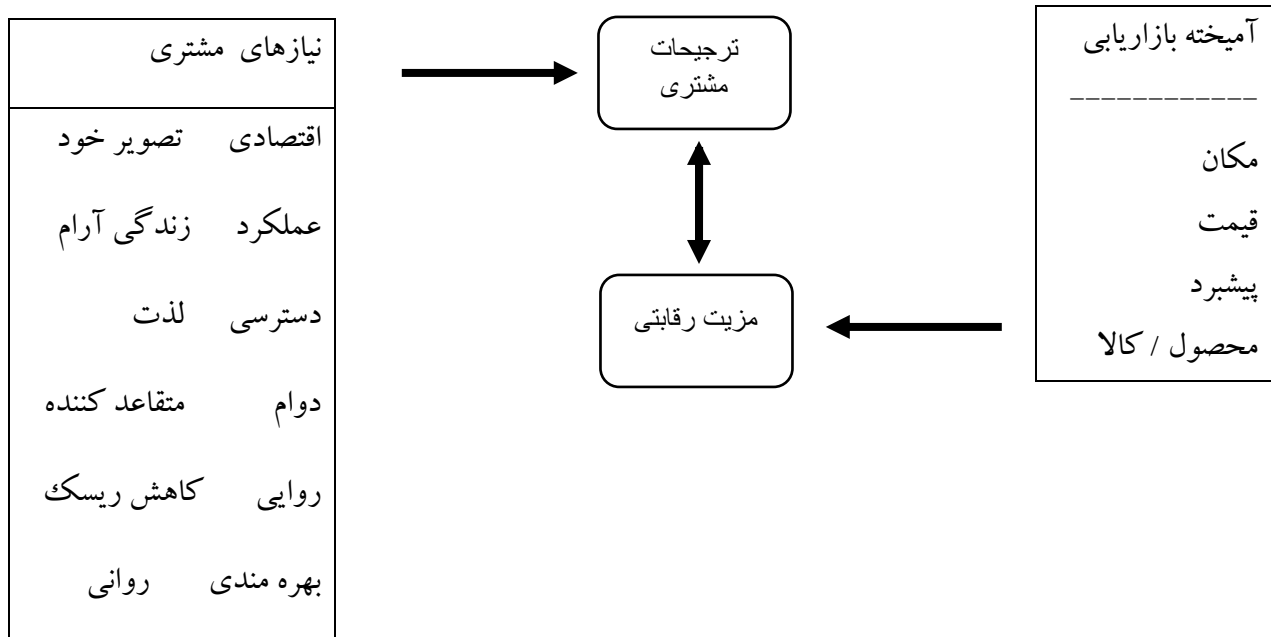 آمیخته بازاریابی
------------
مکان
قیمت
پیشبرد
محصول / کالا
ترجیحات
مشتری
مزیت رقابتی
نیازهای مشتری
اقتصادی تصویر خود
عملکرد زندگی آرام
دسترسی لذت
دوام متقاعد کننده
روایی کاهش ریسک
بهره مندی روانی